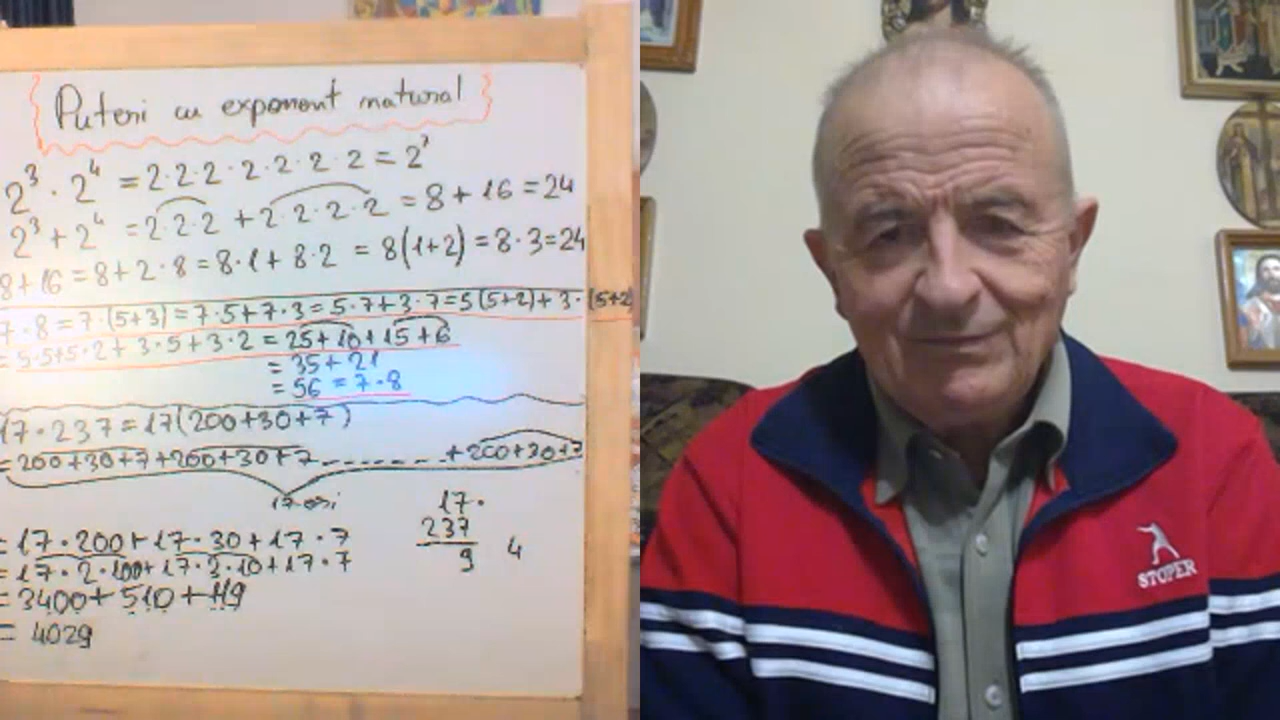 Puteri cu exponent natural
2³ · 2⁴ = 2·2·2·2·2·2·2 = 2⁷
2³ + 2⁴ = 2·2·2 + 2·2·2·2 = 8 + 16 = 24
8 + 16 = 8 + 2·8 = 8·1 + 8·2 = 8(1+2) = 8·3 = 24
7·8 = 7·(5+3) = 7·5+7·3 = 5·7+3·7 = 5(5+2)+3·(5+2
= 5·5+5·2+3·5+3·2 = 25+10+15+6
= 35+21
= 56 = 7·8
17·237 = 17(200+30+7)
= 200+30+7+200+30+7 ------- +200+30+7
17 ori
= 17·200+17·30+17·7
= 17·2·100+17·3·10+17·7
= 3400+510+119
= 4029
17·
237
9 4
STOPER